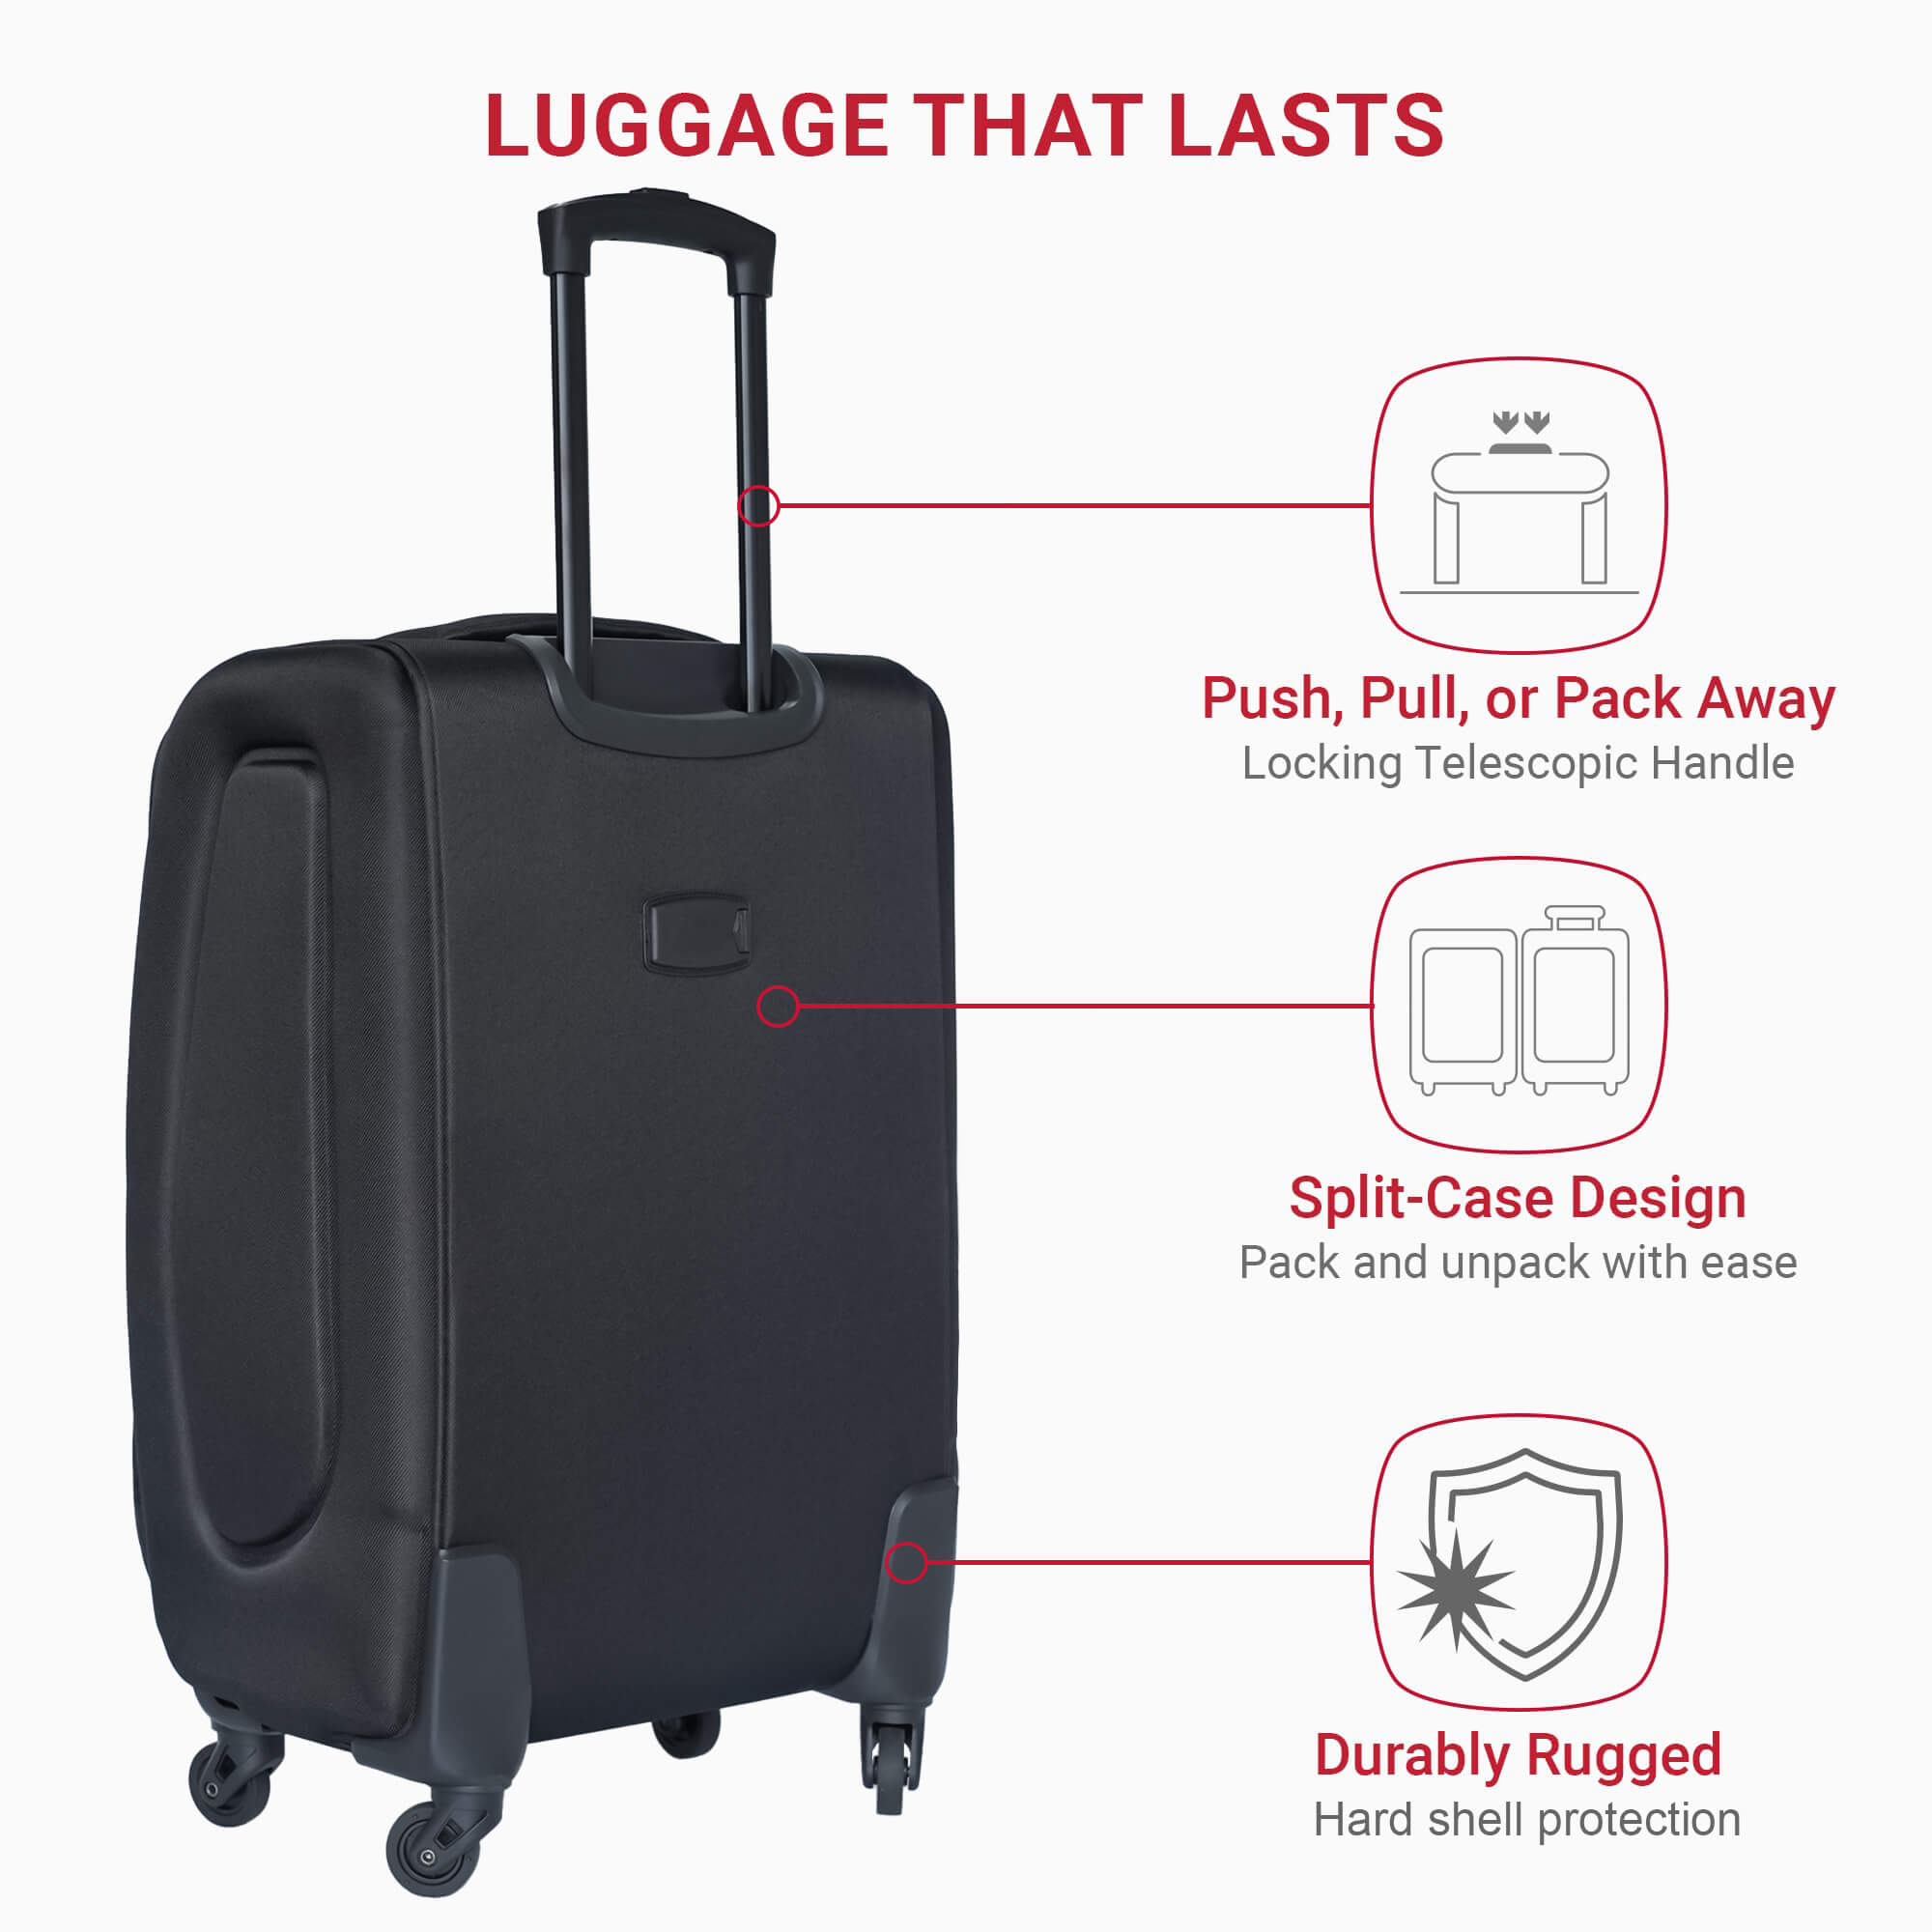 LUGGAGE THAT LASTS
Push, Pull, or Pack Away
Locking Telescopic Handle
Split-Case Design
Pack and unpack with ease
Durably Rugged
Hard shell protection